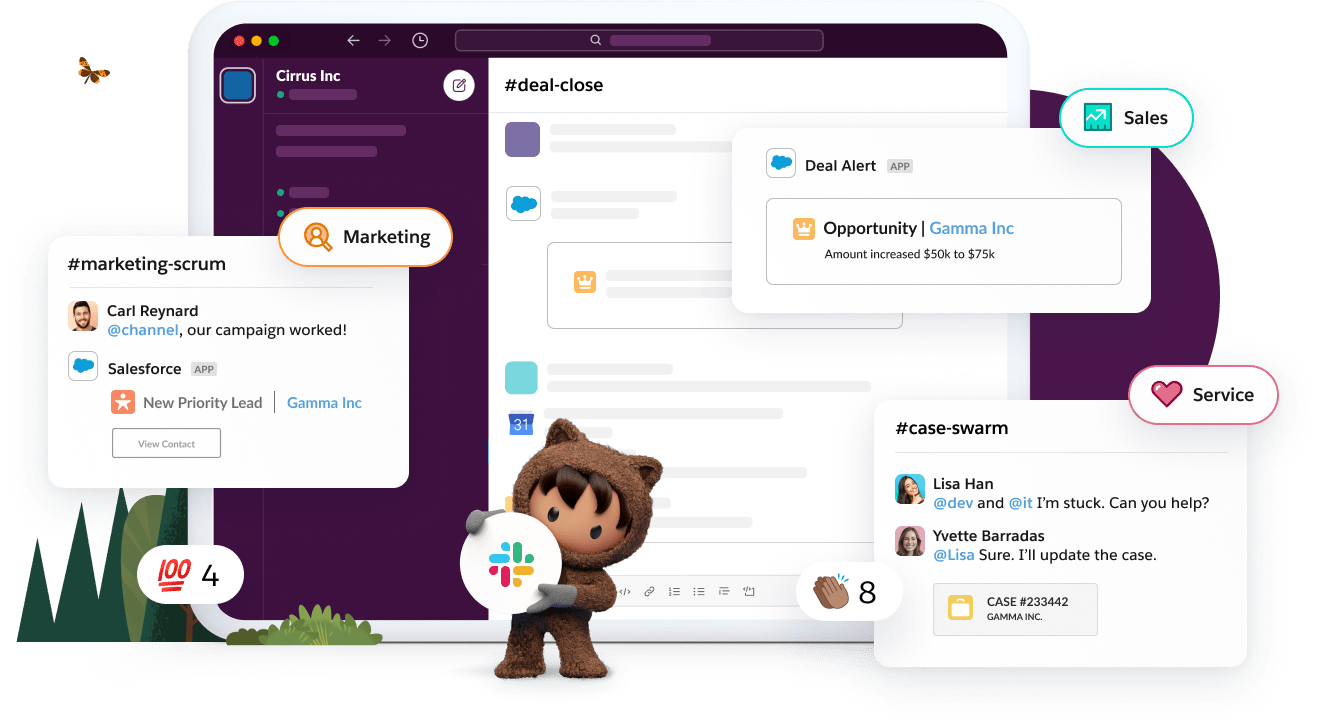 Cirrus Inc
#deal-close
Sales
Deal Alert APP
Opportunity | Gamma Inc
Amount increased $50k to $75k
Marketing
#marketing-scrum
Carl Reynard
@channel, our campaign worked!
Salesforce APP
New Priority Lead | Gamma Inc
View Contact
31
Service
#case-swarm
Lisa Han
@dev and @it I’m stuck. Can you help?
Yvette Barradas
@Lisa Sure. I’ll update the case.
CASE #233442
GAMMA INC.
100 4
8